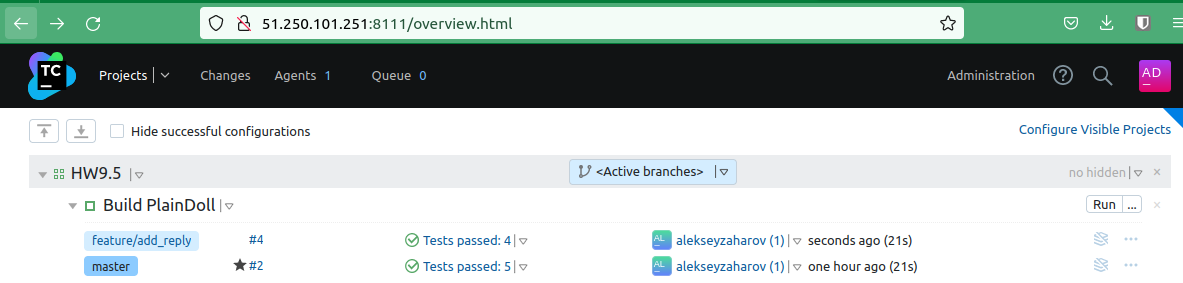 51.250.101.251:8111/overview.html
TC Projects Changes Agents 1 Queue 0 Administration ? AD
Hide successful configurations Configure Visible Projects
HW9.5 <Active branches> no hidden
Build PlainDoll Run ...
feature/add_reply #4 Tests passed: 4 AL alekseyzaharov (1) seconds ago (21s)
master #2 Tests passed: 5 AL alekseyzaharov (1) one hour ago (21s)